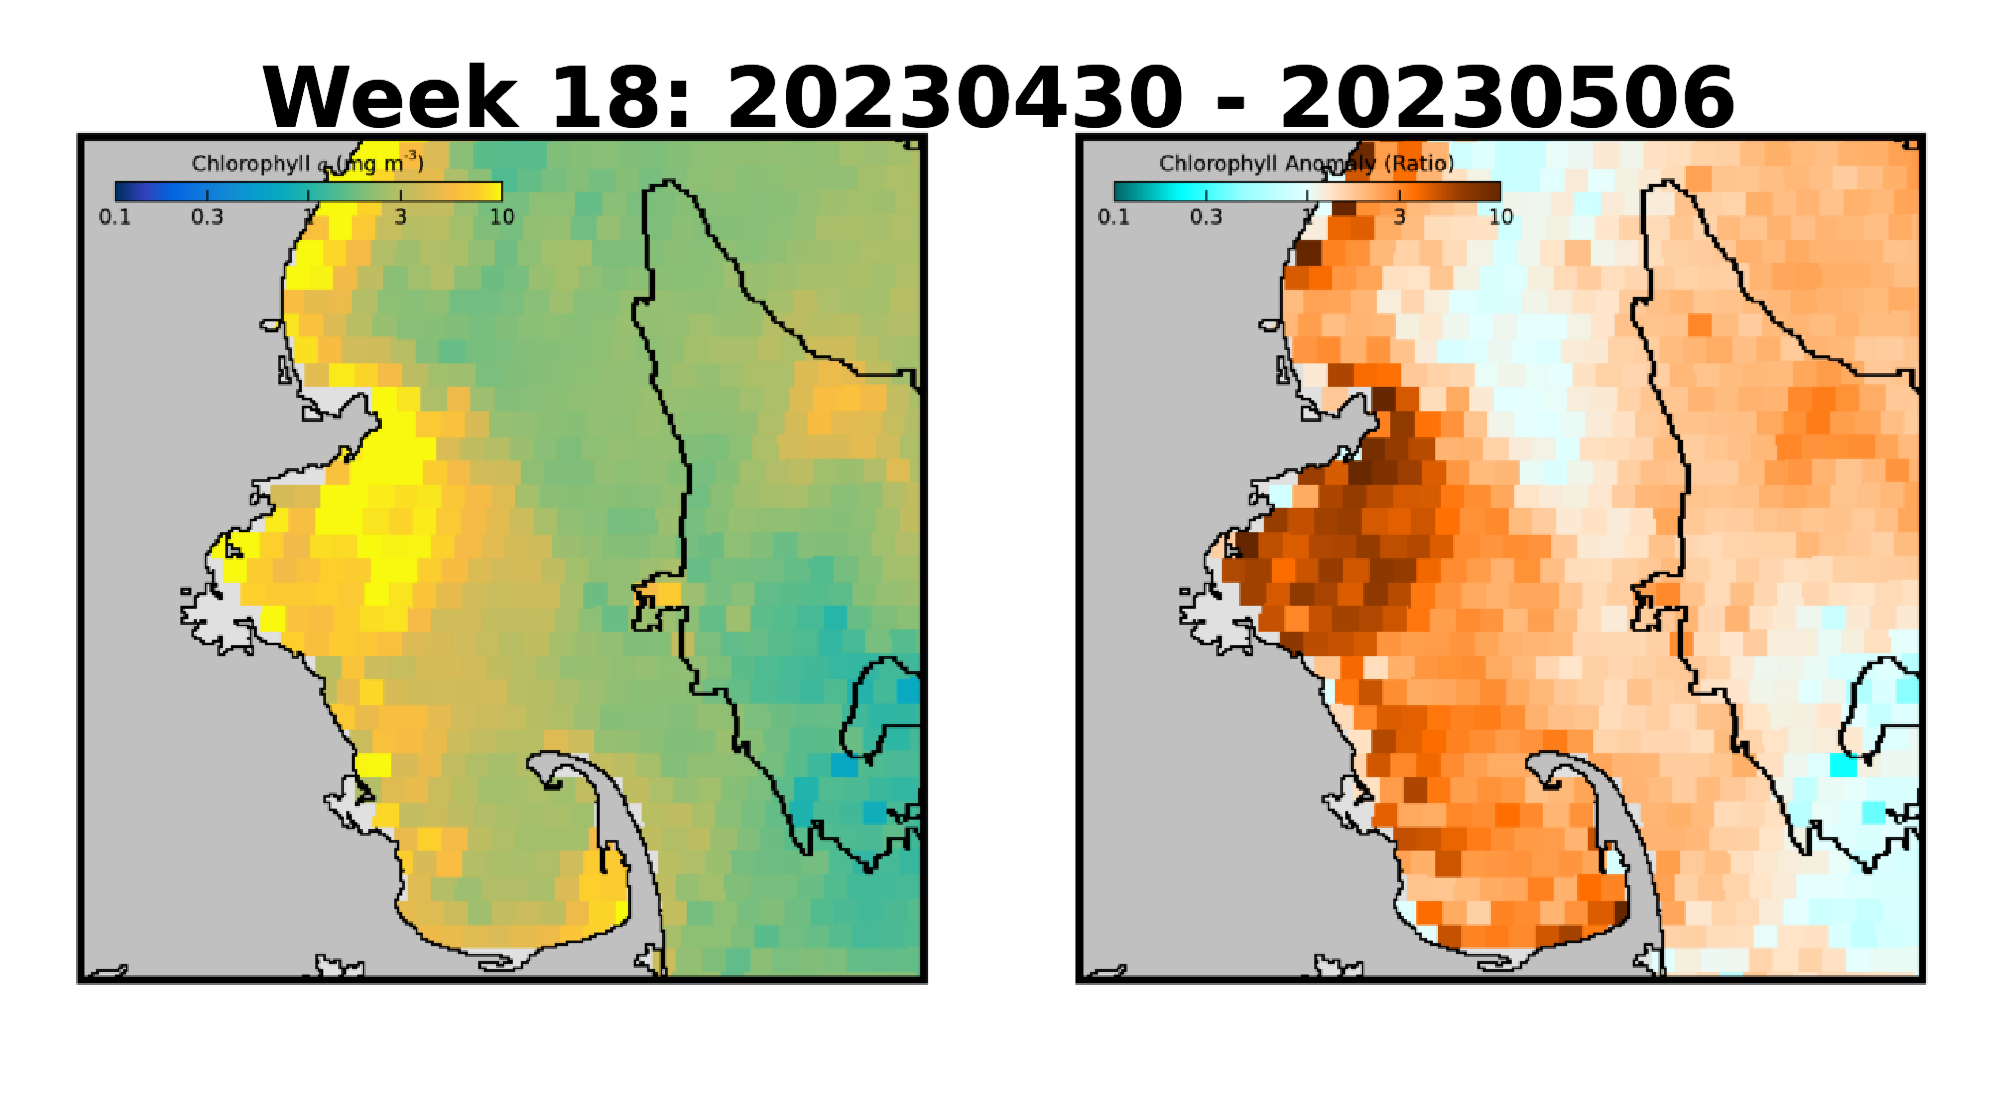 Week 18: 20230430 - 20230506
Chlorophyll a (mg m-3)
0.1 0.3 1 3 10
Chlorophyll Anomaly (Ratio)
0.1 0.3 1 3 10